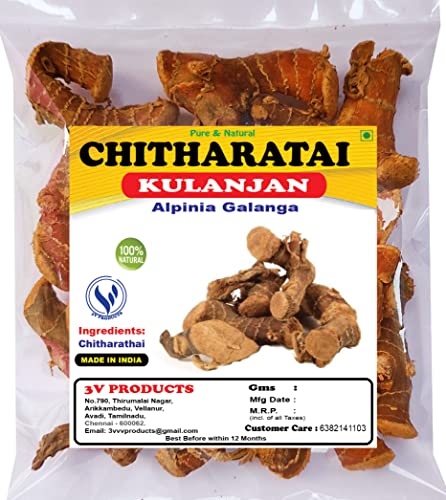 Pure & Natural
CHITHARATAI
KULANJAN
Alpinia Galanga
100%
NATURAL
3V PRODUCTS
Ingredients:
Chitharathai
MADE IN INDIA
3V PRODUCTS
No.790, Thirumalai Nagar,
Arikkambedu, Vellanur,
Avadi, Tamilnadu,
Chennai - 600062.
Email: 3vvvproducts@gmail.com
Gms :
Mfg Date :
M.R.P. :
(incl. of all Taxes)
Customer Care : 6382141103
Best Before within 12 Months